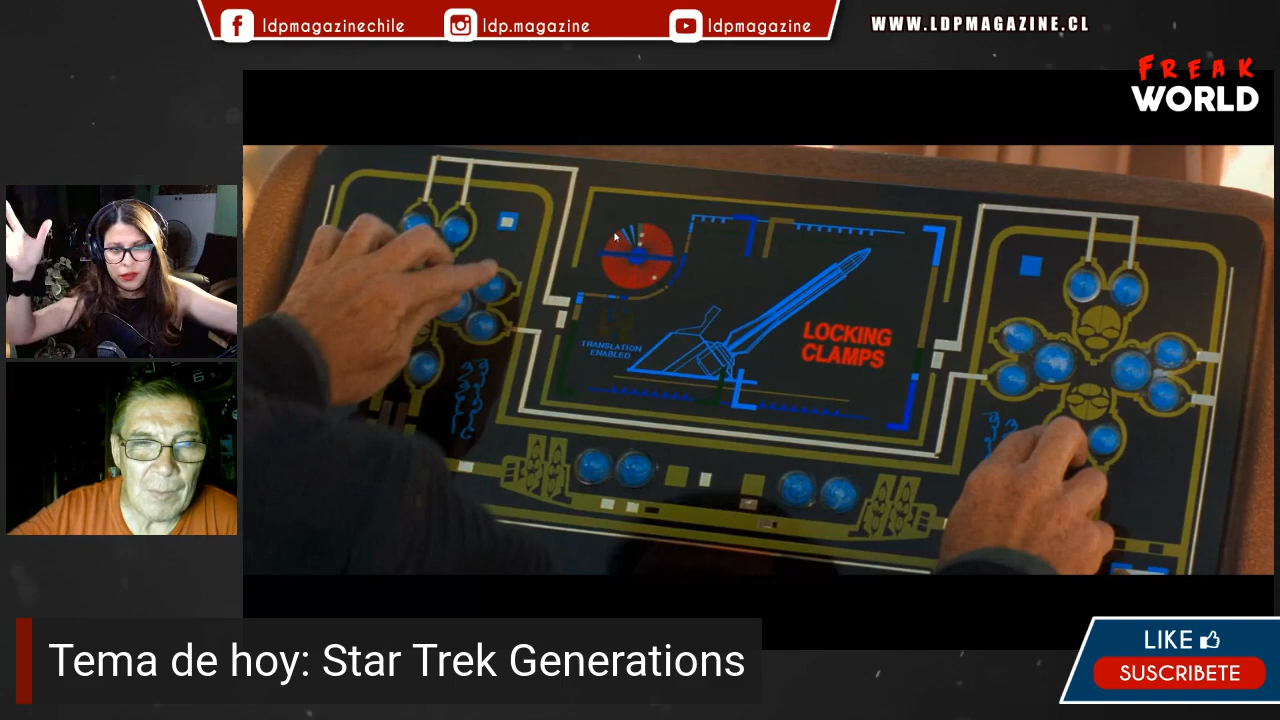 ldpmagazinechile
ldp.magazine
ldpmagazine
WWW.LDPMAGAZINE.CL
FREAK
WORLD
TRANSLATION
ENABLED
LOCKING
CLAMPS
Tema de hoy: Star Trek Generations
LIKE
SUSCRIBETE